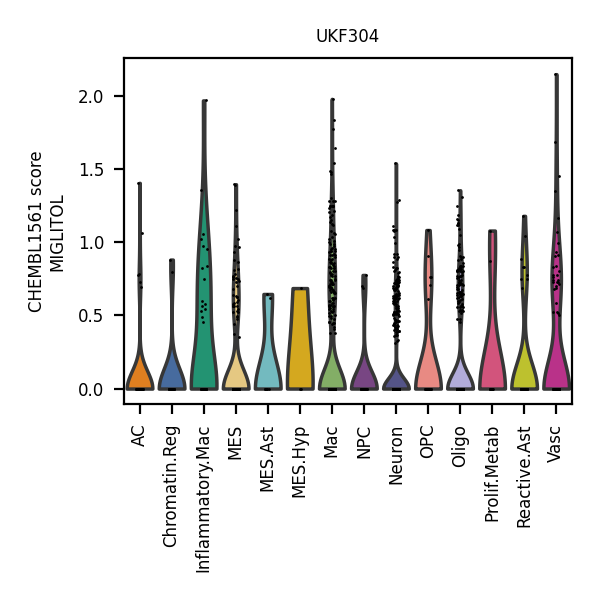 UKF304
CHEMBL1561 score
MIGLITOL
2.0
1.5
1.0
0.5
0.0
AC
Chromatin.Reg
Inflammatory.Mac
MES
MES.Ast
MES.Hyp
Mac
NPC
Neuron
OPC
Oligo
Prolif.Metab
Reactive.Ast
Vasc